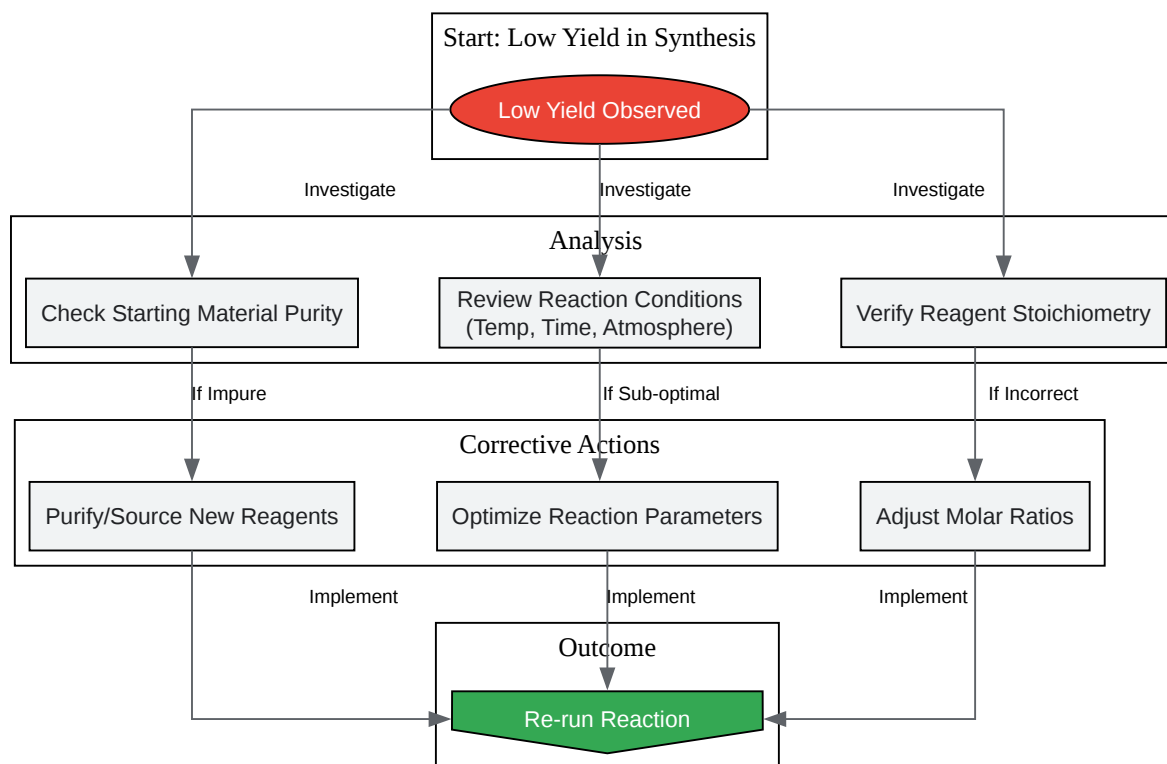 Start: Low Yield in Synthesis
Low Yield Observed
Investigate
Investigate
Investigate
Analysis
Check Starting Material Purity
Review Reaction Conditions
(Temp, Time, Atmosphere)
Verify Reagent Stoichiometry
If Impure
If Sub-optimal
If Incorrect
Corrective Actions
Purify/Source New Reagents
Optimize Reaction Parameters
Adjust Molar Ratios
Implement
Implement
Implement
Outcome
Re-run Reaction